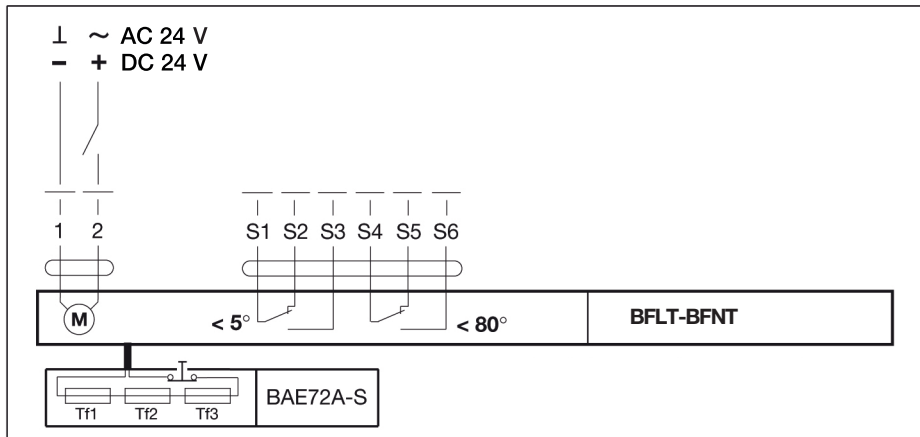 ⊥ ~ AC 24 V
− + DC 24 V
1 2 S1 S2 S3 S4 S5 S6
M < 5° < 80° BFLT-BFNT
Tf1 Tf2 Tf3 BAE72A-S